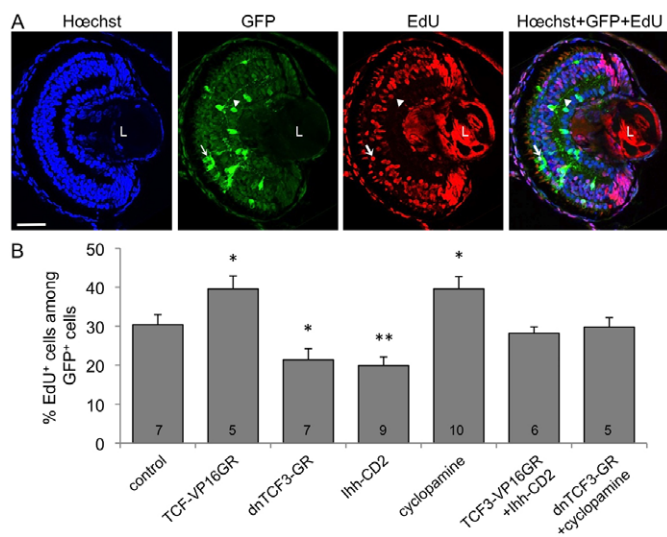 A
Hœchst
GFP
EdU
Hœchst+GFP+EdU
L
L
L
L
B
% EdU+ cells among
GFP+ cells
50
40
30
20
10
0
*
*
**
*
7
5
7
9
10
6
5
control
TCF-VP16GR
dnTCF3-GR
Ihh-CD2
cyclopamine
TCF3-VP16GR
+Ihh-CD2
dnTCF3-GR
+cyclopamine